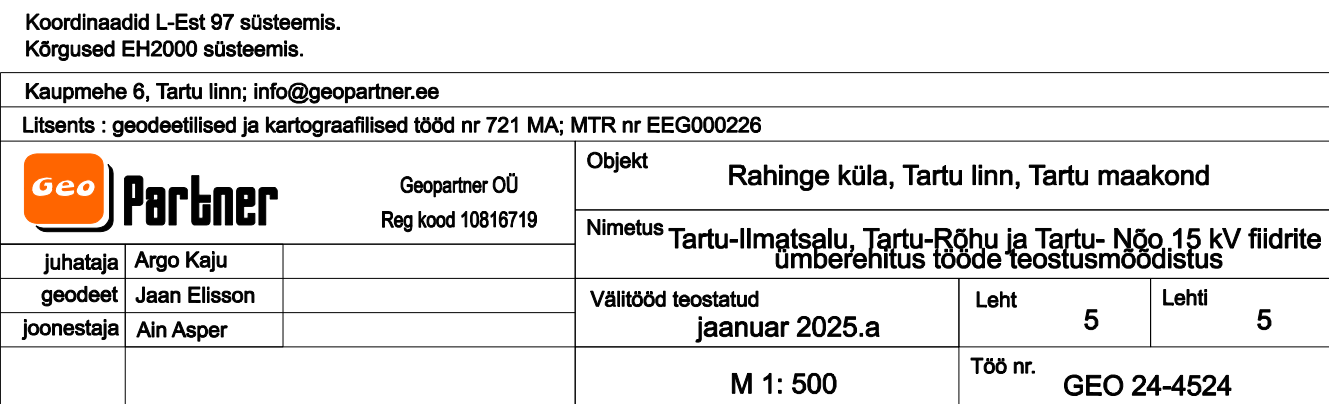 Koordinaadid L-Est 97 süsteemis.
Kõrgused EH2000 süsteemis.
Kaupmehe 6, Tartu linn; info@geopartner.ee
Litsents : geodeetilised ja kartograafilised tööd nr 721 MA; MTR nr EEG000226
Geo Partner
Geopartner OÜ
Reg kood 10816719
Objekt
Rahinge küla, Tartu linn, Tartu maakond
Nimetus
Tartu-Ilmatsalu, Tartu-Rõhu ja Tartu- Nõo 15 kV fiidrite
ümberehitus tööde teostusmõõdistus
juhataja Argo Kaju
geodeet Jaan Elisson
joonestaja Ain Asper
Välitööd teostatud
jaanuar 2025.a
Leht
5
Lehti
5
M 1: 500
Töö nr.
GEO 24-4524